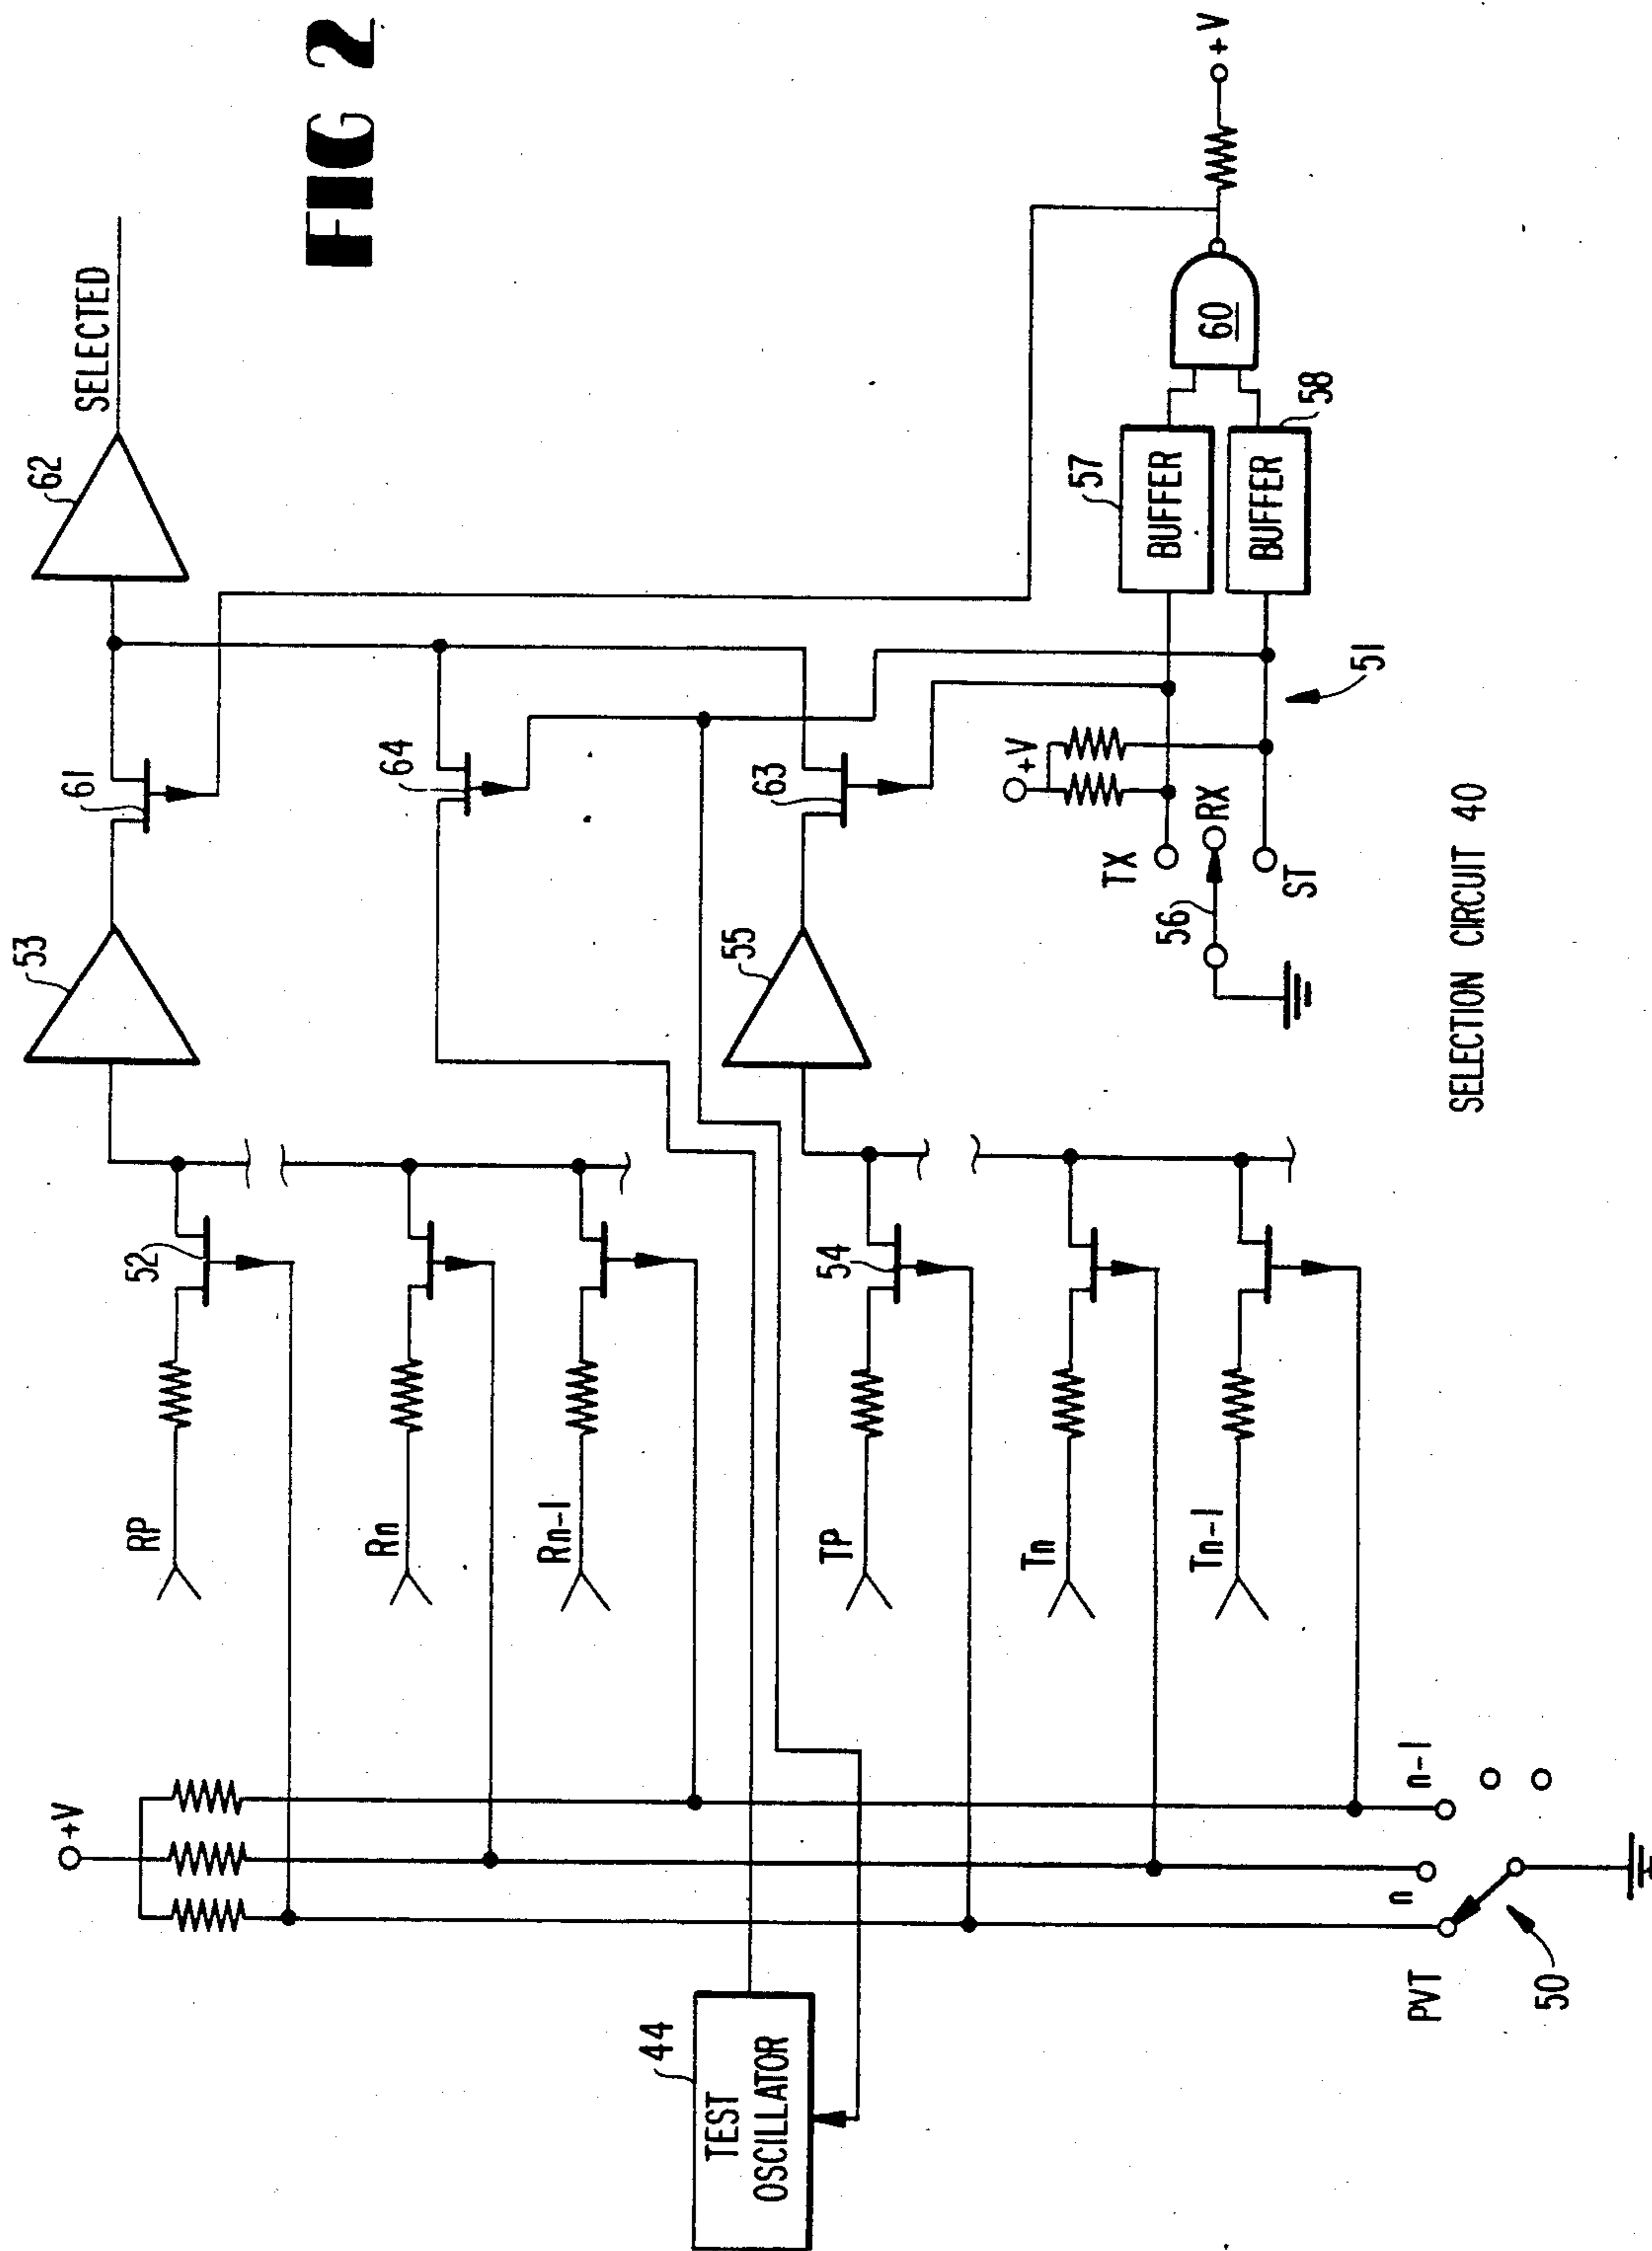 FIG 2
SELECTED
62
61
53
64
55
63
52
54
RP
Rn
Rn-1
TP
Tn
Tn-1
+V
+V
+V
TEST
OSCILLATOR
44
TX
RX
ST
56
57
BUFFER
BUFFER
58
60
51
PVT
n
n-1
50
SELECTION CIRCUIT 40